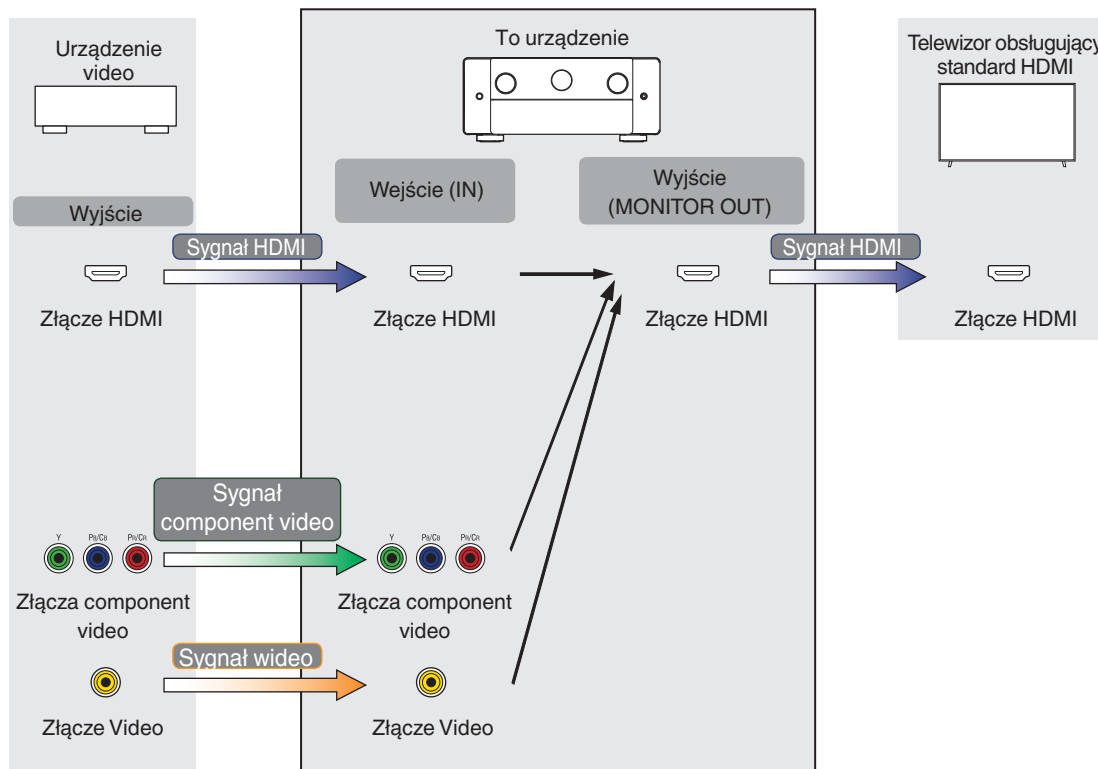 Urządzenie
video
To urządzenie
Telewizor obsługujący
standard HDMI
Wyjście
Wejście (IN)
Wyjście
(MONITOR OUT)
Sygnał HDMI
Sygnał HDMI
Złącze HDMI
Złącze HDMI
Złącze HDMI
Złącze HDMI
Sygnał
component video
Y PB/CB PR/CR
Y PB/CB PR/CR
Złącza component
video
Złącza component
video
Sygnał wideo
Złącze Video
Złącze Video